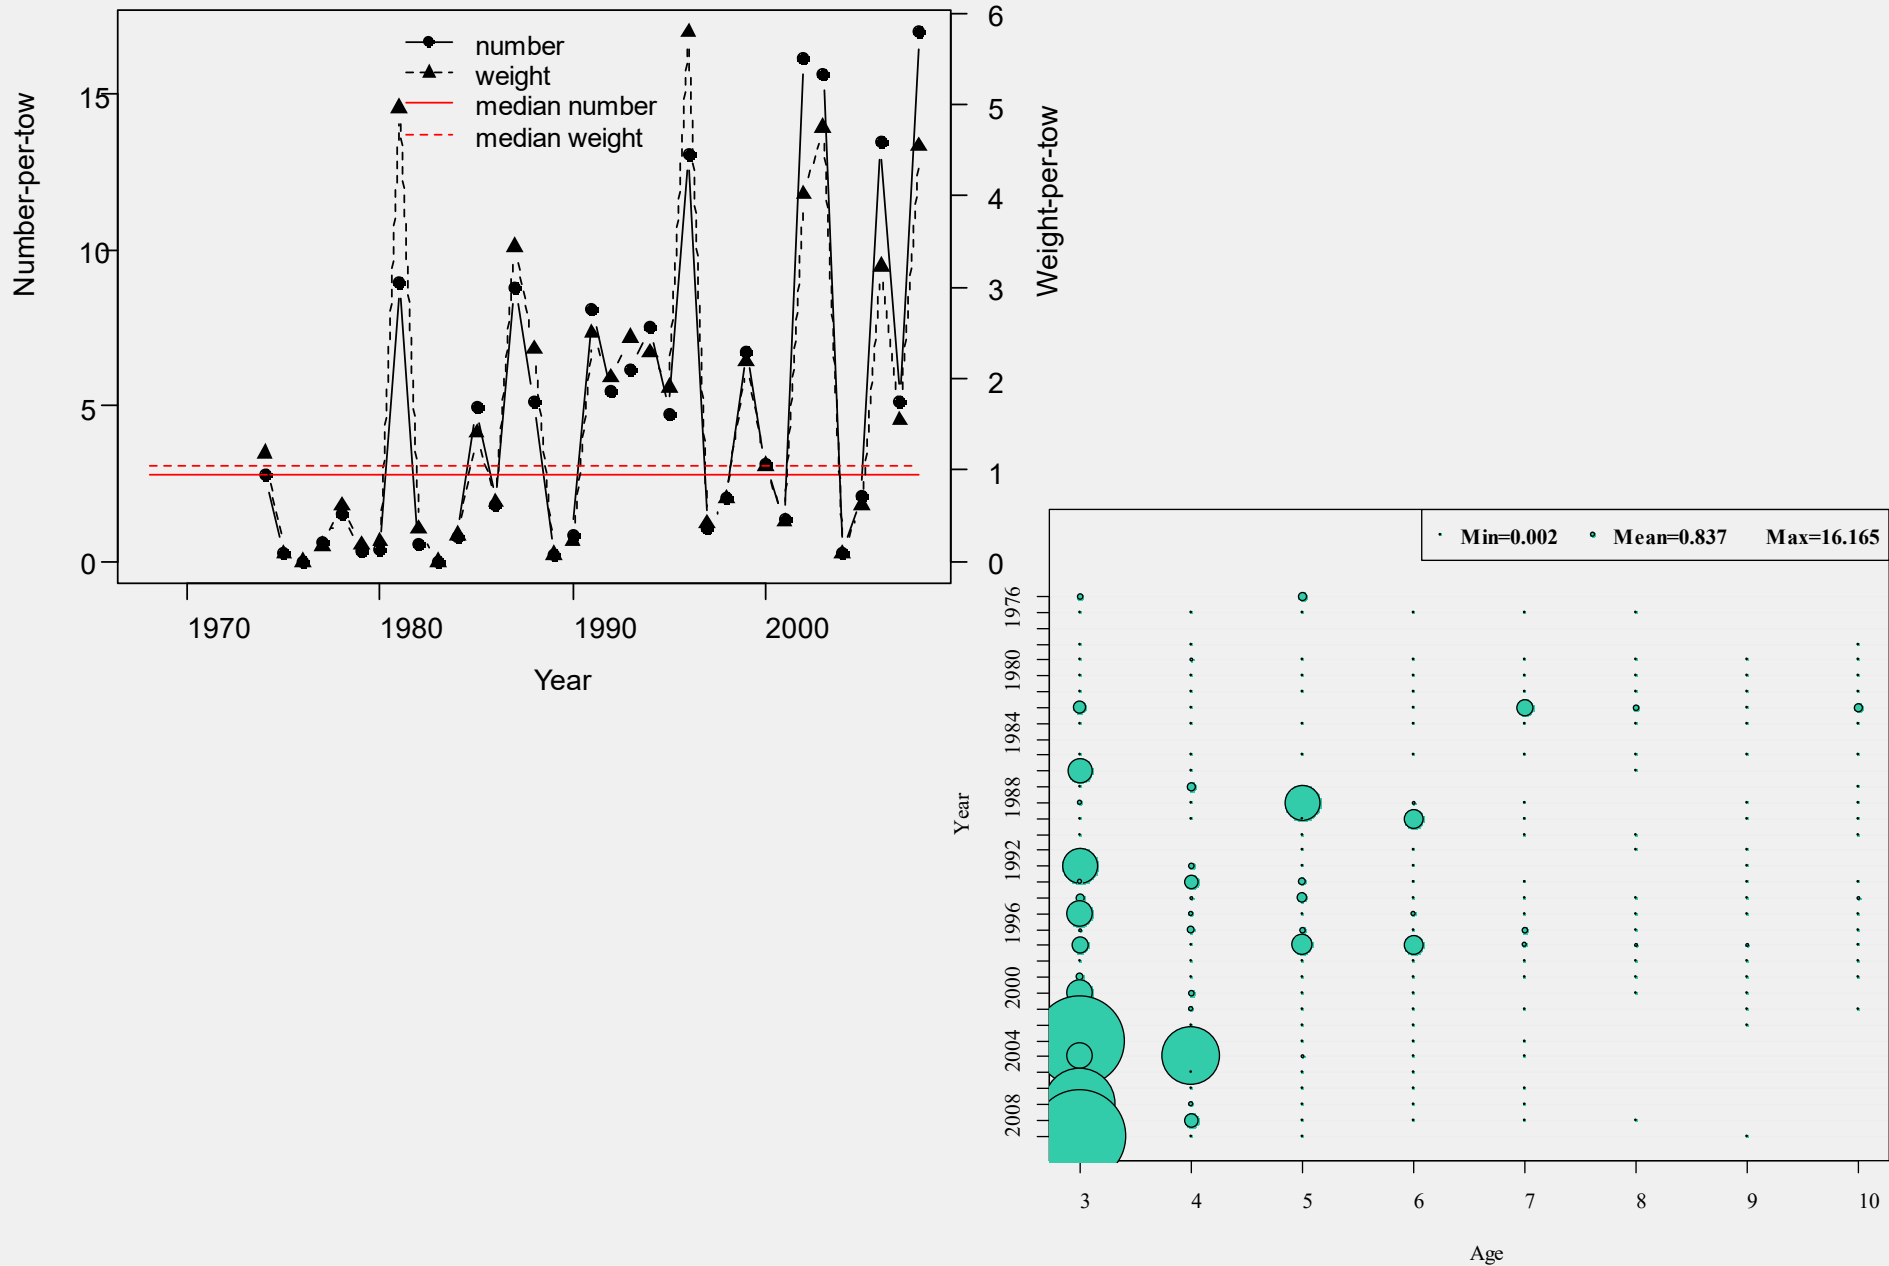 number
weight
median number
median weight
Number-per-tow
15
10
5
0
6
5
4
3
2
1
0
Weight-per-tow
1970 1980 1990 2000
Year
Min=0.002 Mean=0.837 Max=16.165
Year
1976
1980
1984
1988
1992
1996
2000
2004
2008
3 4 5 6 7 8 9 10
Age